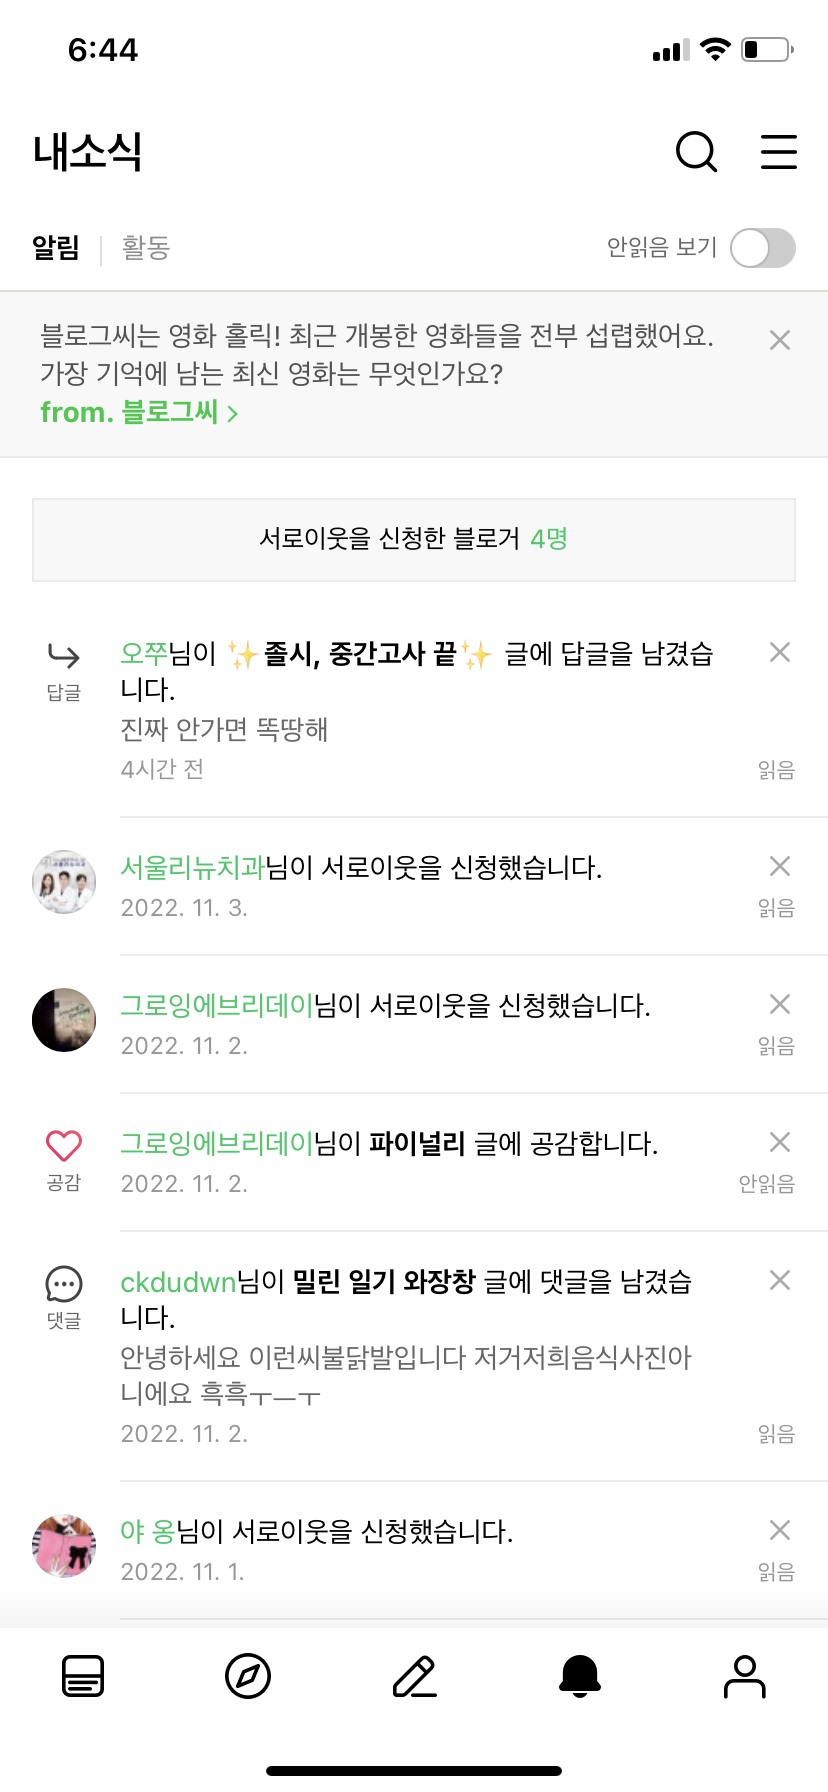 6:44
내소식
알림 활동 안읽음 보기
블로그씨는 영화 홀릭! 최근 개봉한 영화들을 전부 섭렵했어요.
가장 기억에 남는 최신 영화는 무엇인가요?
from. 블로그씨 >
서로이웃을 신청한 블로거 4명
답글
오쭈님이 ✨졸시, 중간고사 끝✨ 글에 답글을 남겼습
니다.
진짜 안가면 똑땅해
4시간 전 읽음
서울리뉴치과님이 서로이웃을 신청했습니다.
2022. 11. 3. 읽음
그로잉에브리데이님이 서로이웃을 신청했습니다.
2022. 11. 2. 읽음
그로잉에브리데이님이 파이널리 글에 공감합니다.
공감
2022. 11. 2. 안읽음
ckdudwn님이 밀린 일기 와장창 글에 댓글을 남겼습
니다.
댓글
안녕하세요 이런씨불닭발입니다 저거저희음식사진아
니에요 흑흑ㅜㅡㅜ
2022. 11. 2. 읽음
야 옹님이 서로이웃을 신청했습니다.
2022. 11. 1. 읽음